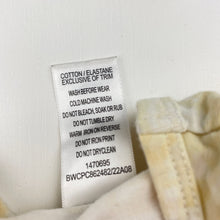 COTTON / ELASTANE
EXCLUSIVE OF TRIM
WASH BEFORE WEAR
COLD MACHINE WASH
DO NOT BLEACH, SOAK OR RUB
DO NOT TUMBLE DRY
WARM IRON ON REVERSE
DO NOT IRON PRINT
DO NOT DRYCLEAN
1470695
BWCPC862482/22A08